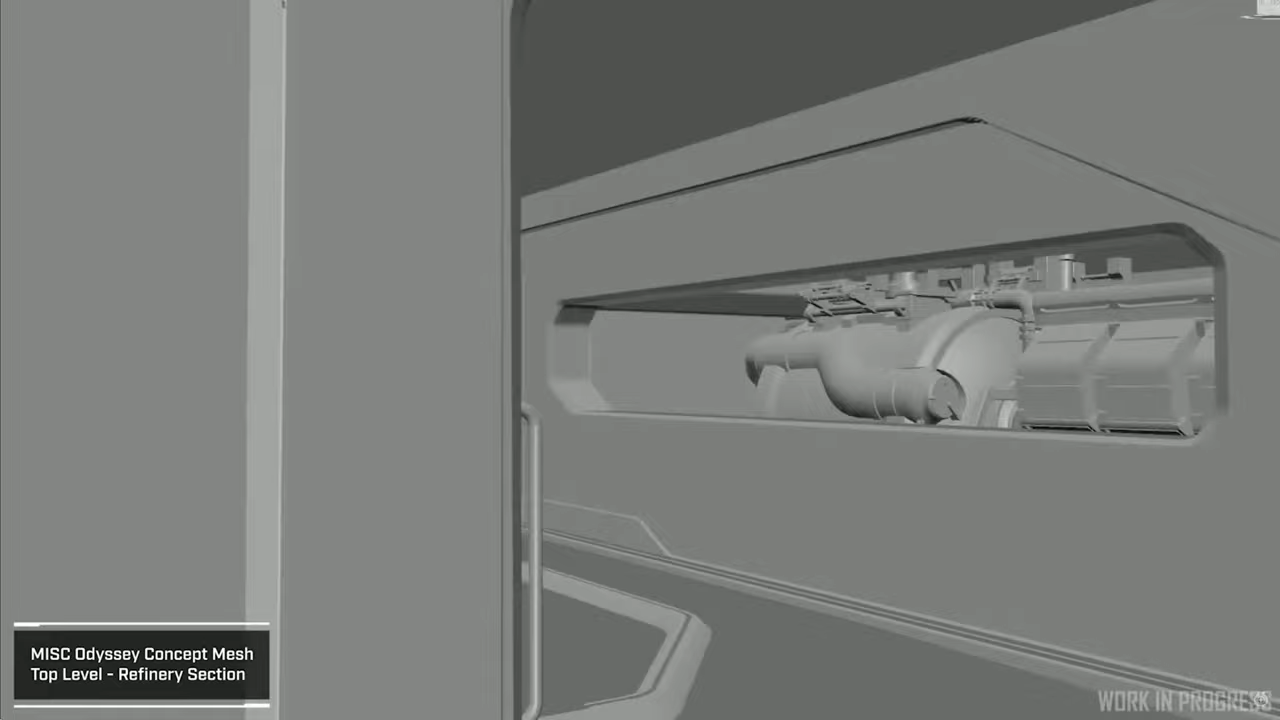 MISC Odyssey Concept Mesh
Top Level - Refinery Section
WORK IN PROGRESS